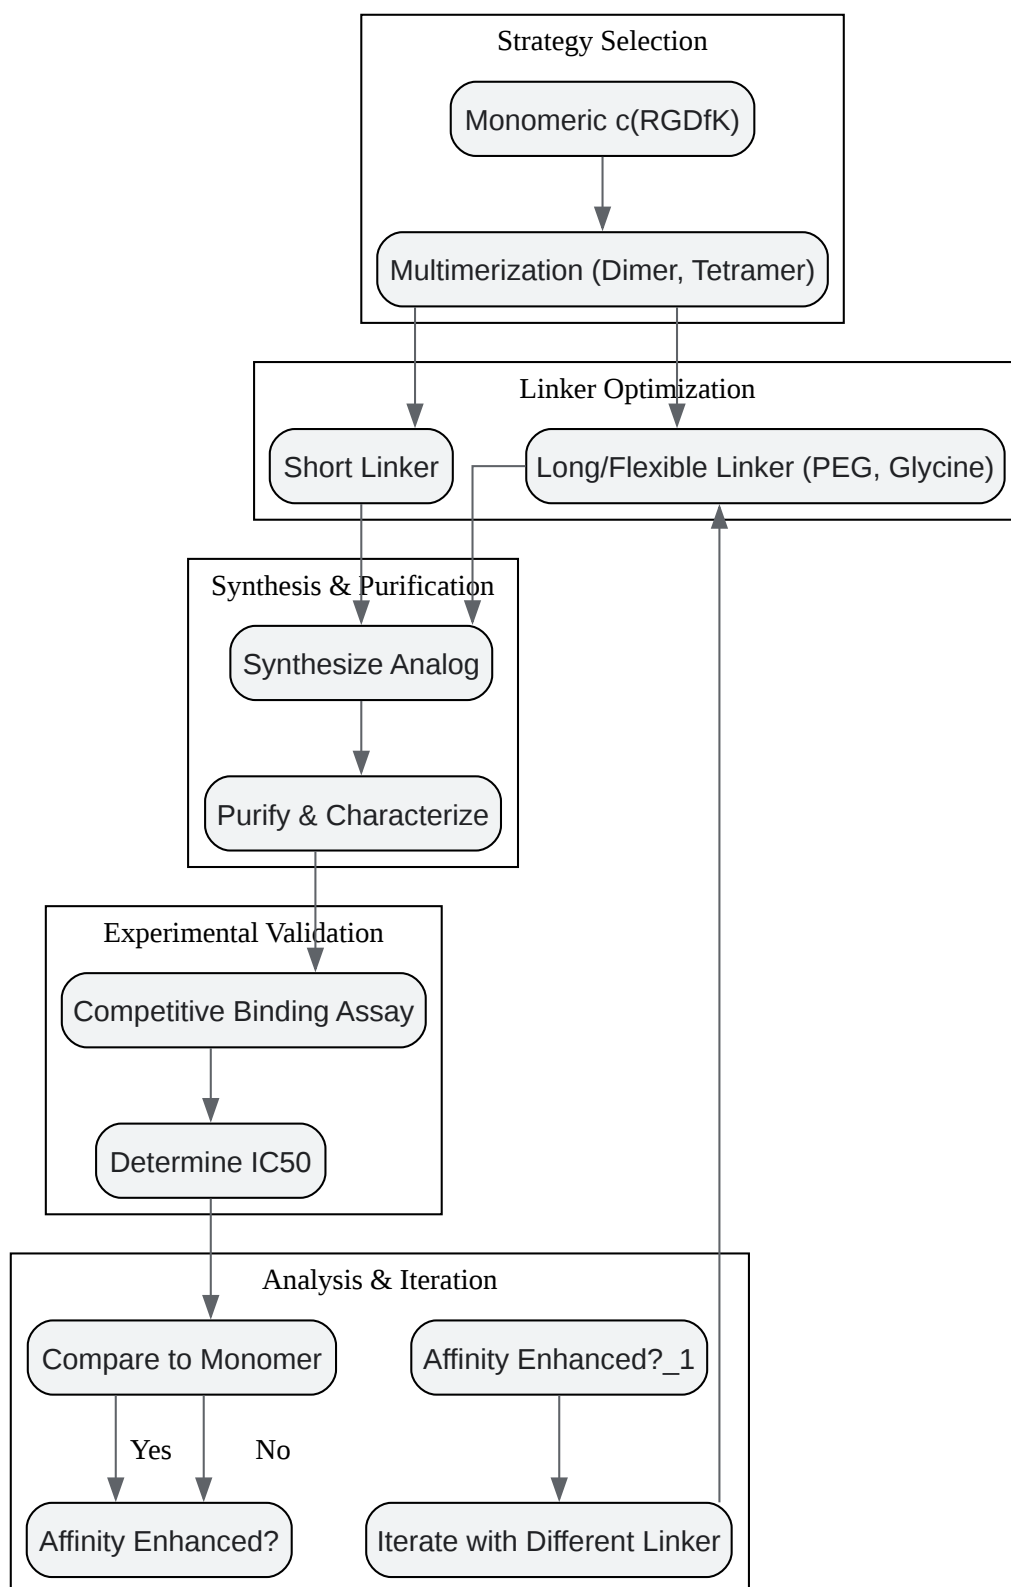 Strategy Selection
Monomeric c(RGDfK)
Multimerization (Dimer, Tetramer)
Linker Optimization
Short Linker
Long/Flexible Linker (PEG, Glycine)
Synthesis & Purification
Synthesize Analog
Purify & Characterize
Experimental Validation
Competitive Binding Assay
Determine IC50
Analysis & Iteration
Compare to Monomer
Affinity Enhanced?_1
Yes
No
Affinity Enhanced?
Iterate with Different Linker